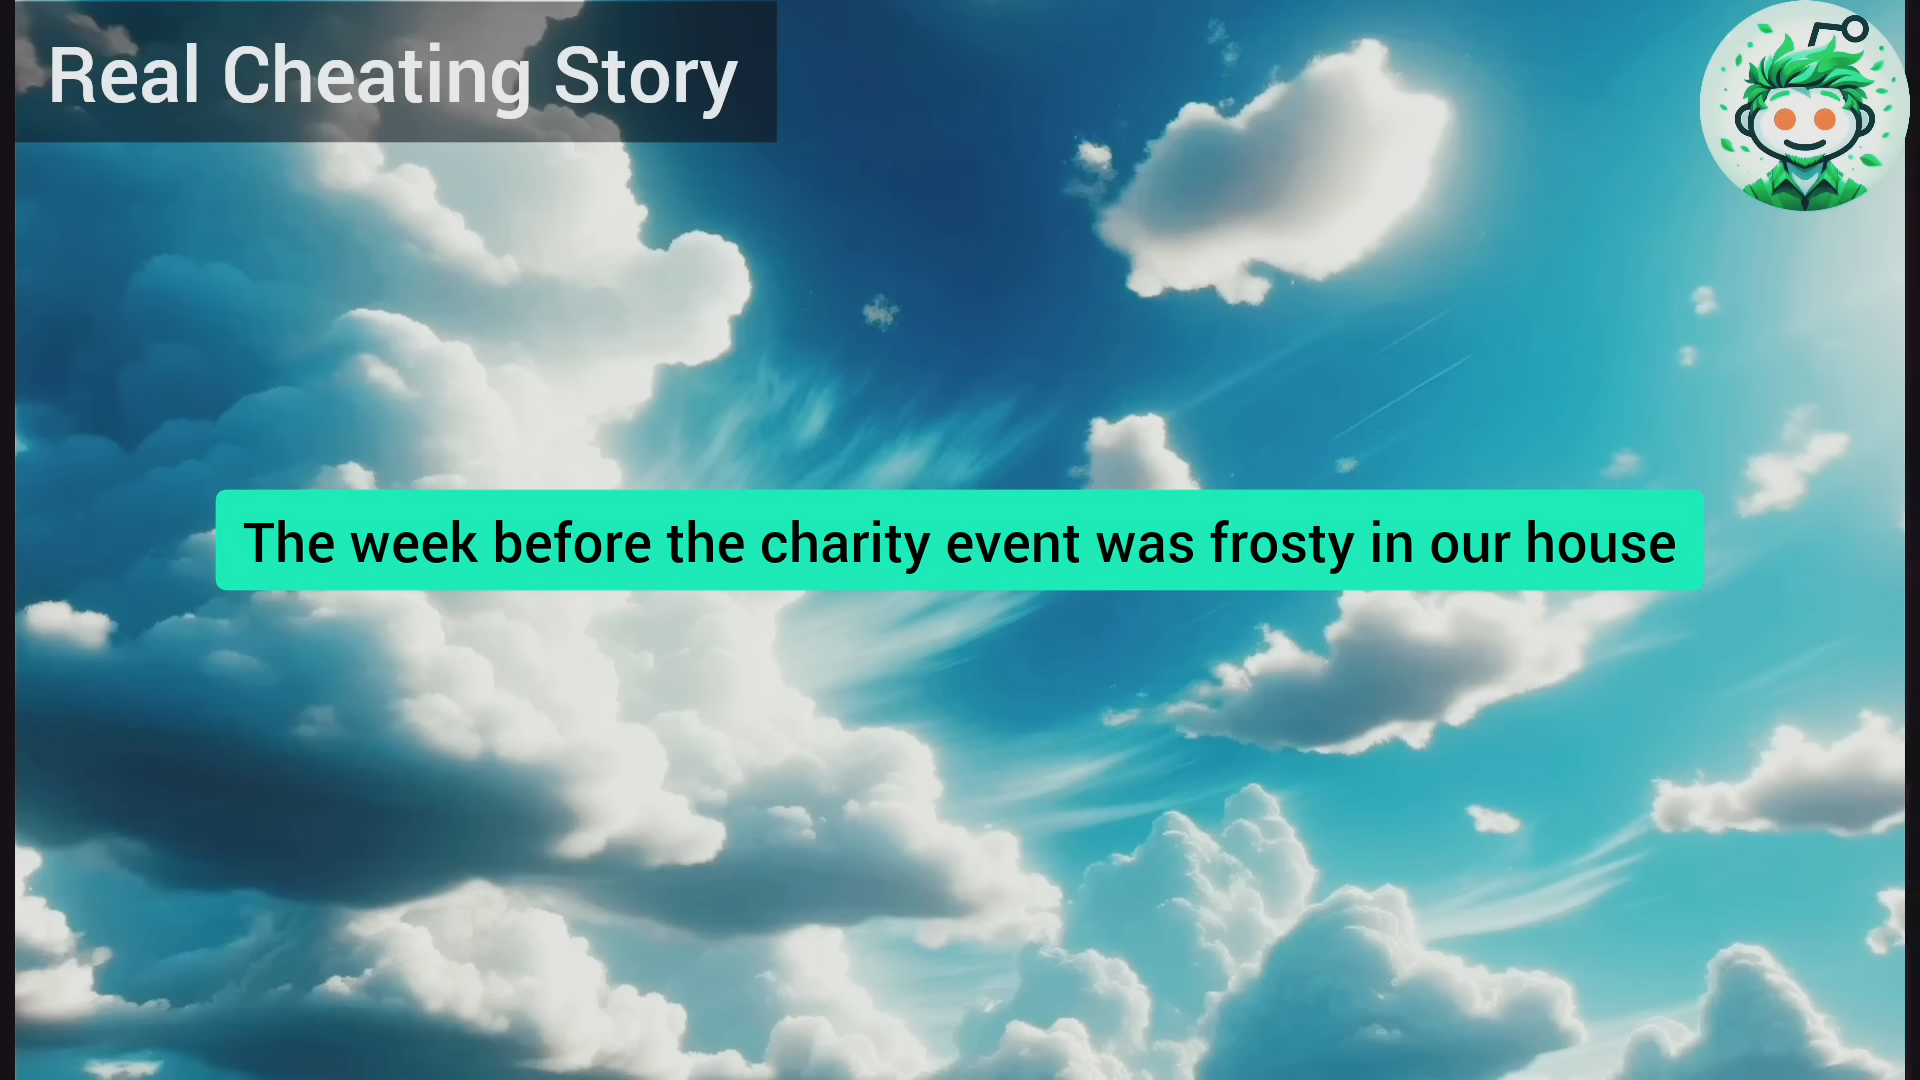 Real Cheating Story
The week before the charity event was frosty in our house